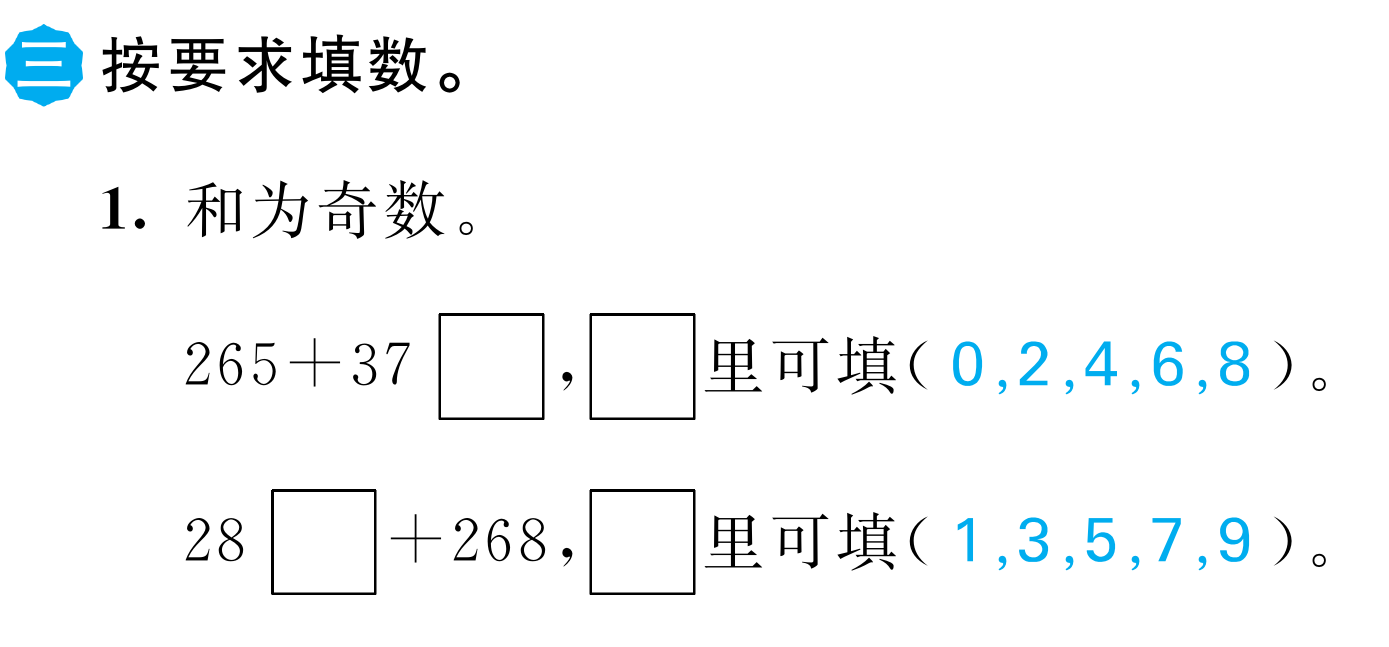 三 按要求填数。
1. 和为奇数。
265+37□,□里可填(0,2,4,6,8)。
28□+268,□里可填(1,3,5,7,9)。